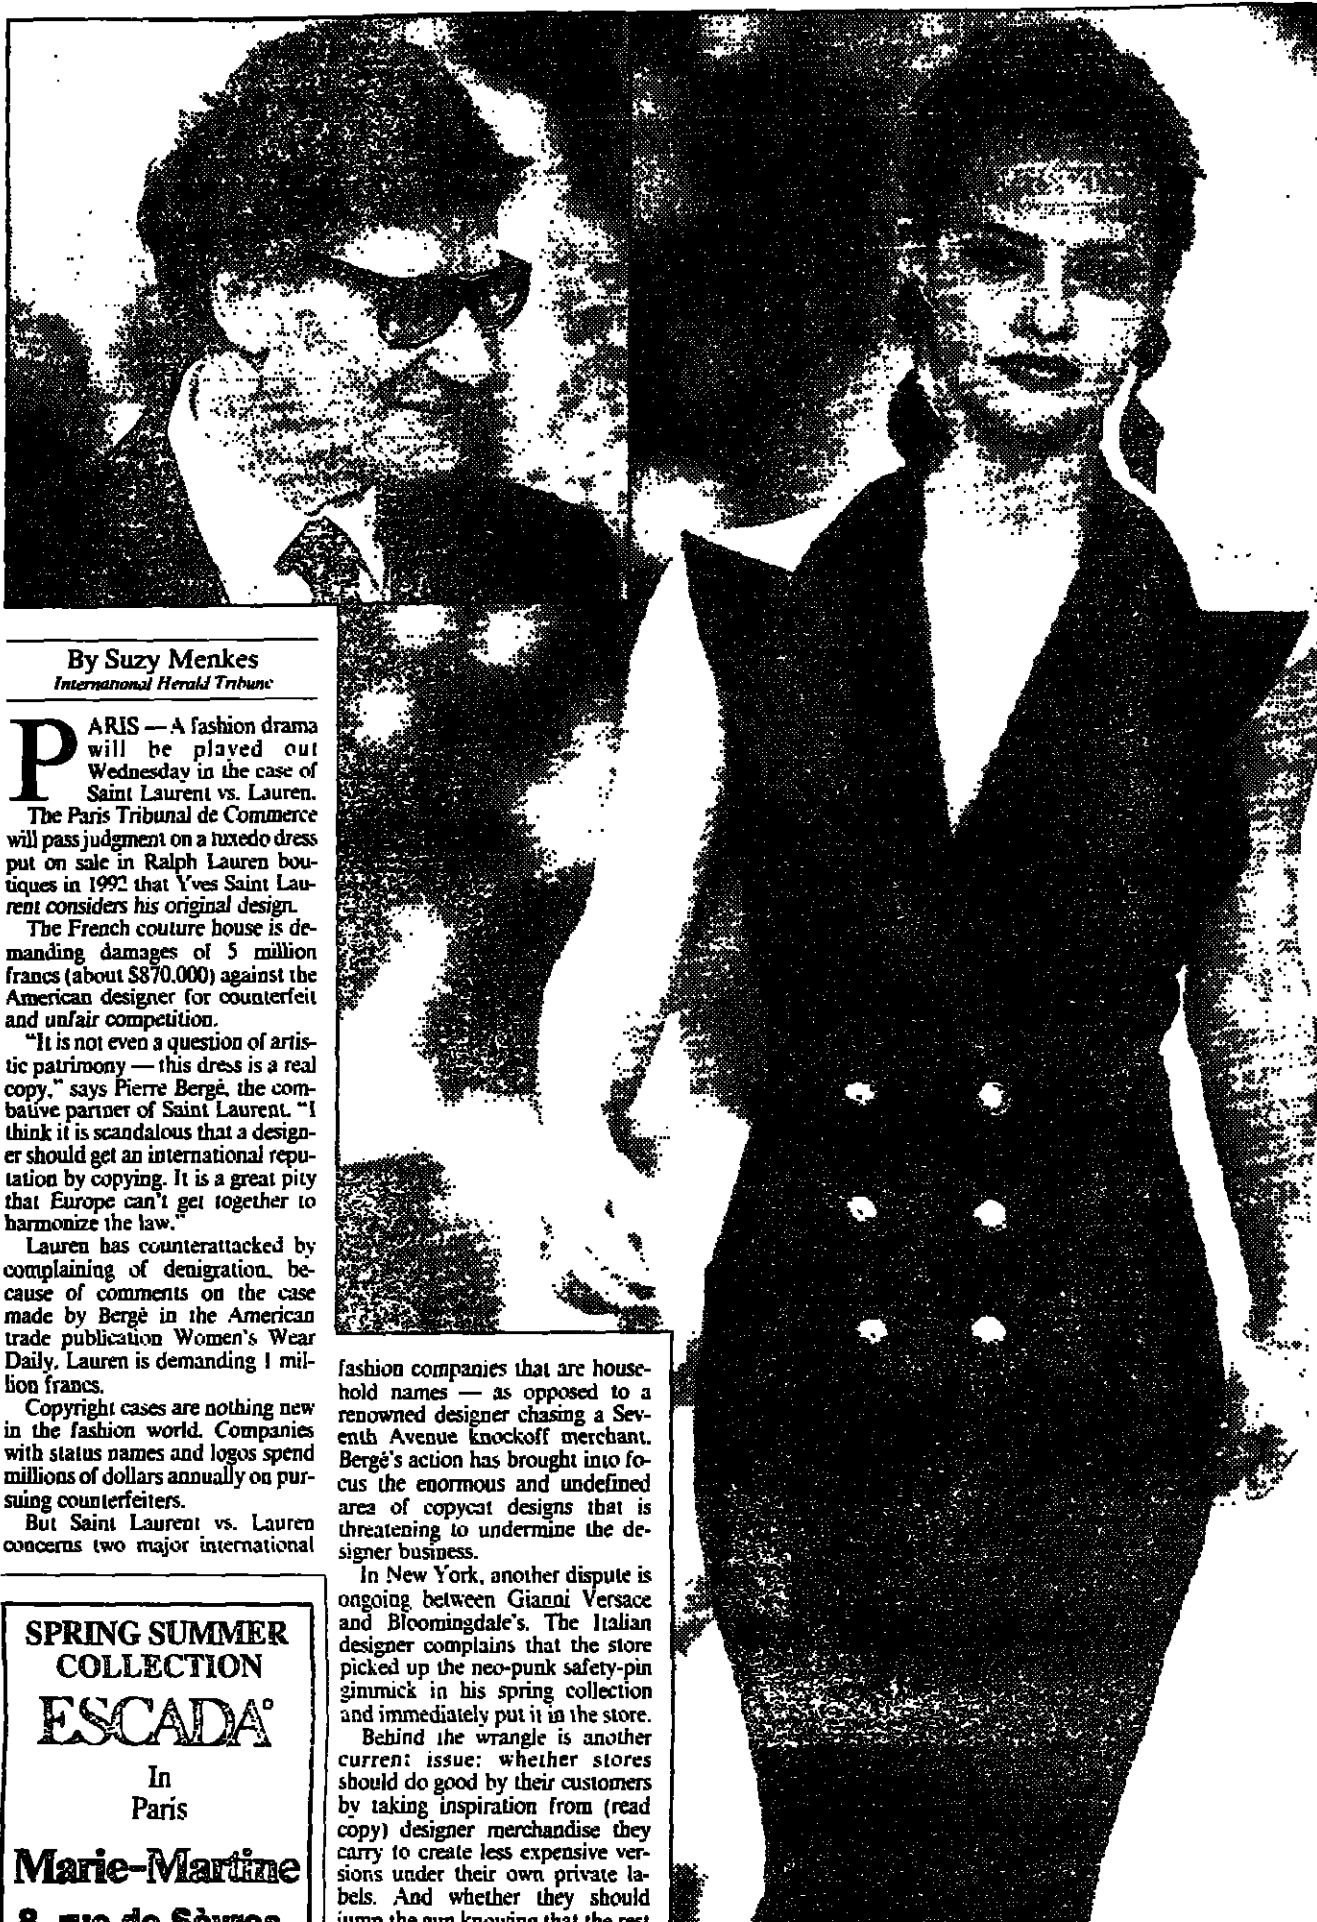 By Suzy Menkes
International Herald Tribune
PARIS — A fashion drama
will be played out
Wednesday in the case of
Saint Laurent vs. Lauren.
The Paris Tribunal de Commerce
will pass judgment on a tuxedo dress
put on sale in Ralph Lauren bou-
tiques in 1992 that Yves Saint Lau-
rent considers his original design.
The French couture house is de-
manding damages of 5 million
francs (about $870,000) against the
American designer for counterfeit
and unfair competition.
"It is not even a question of artis-
tic patrimony — this dress is a real
copy," says Pierre Bergé, the com-
bative partner of Saint Laurent. "I
think it is scandalous that a design-
er should get an international repu-
tation by copying. It is a great pity
that Europe can't get together to
harmonize the law."
Lauren has counterattacked by
complaining of denigration, be-
cause of comments on the case
made by Bergé in the American
trade publication Women's Wear
Daily. Lauren is demanding 1 mil-
lion francs.
Copyright cases are nothing new
in the fashion world. Companies
with status names and logos spend
millions of dollars annually on pur-
suing counterfeiters.
But Saint Laurent vs. Lauren
concerns two major international
fashion companies that are house-
hold names — as opposed to a
renowned designer chasing a Sev-
enth Avenue knockoff merchant.
Bergé's action has brought into fo-
cus the enormous and undefined
area of copycat designs that is
threatening to undermine the de-
signer business.
In New York, another dispute is
ongoing between Gianni Versace
and Bloomingdale's. The Italian
designer complains that the store
picked up the neo-punk safety-pin
gimmick in his spring collection
and immediately put it in the store.
Behind the wrangle is another
current issue: whether stores
should do good by their customers
by taking inspiration from (read
copy) designer merchandise they
carry to create less expensive ver-
sions under their own private la-
bels. And whether they should
jump the gun knowing that the rest
SPRING SUMMER
COLLECTION
ESCADA
In
Paris
Marie-Martine
8, rue de Sèvres